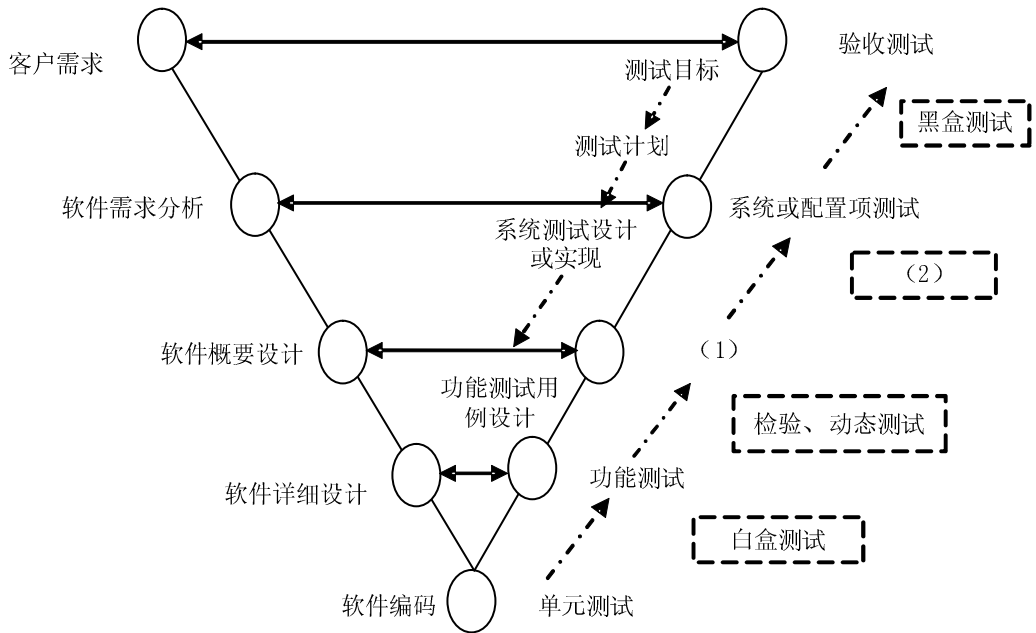 客户需求
验收测试
测试目标
黑盒测试
测试计划
软件需求分析
系统或配置项测试
系统测试设计
或实现
（2）
软件概要设计
（1）
功能测试用
例设计
检验、动态测试
软件详细设计
功能测试
白盒测试
软件编码
单元测试